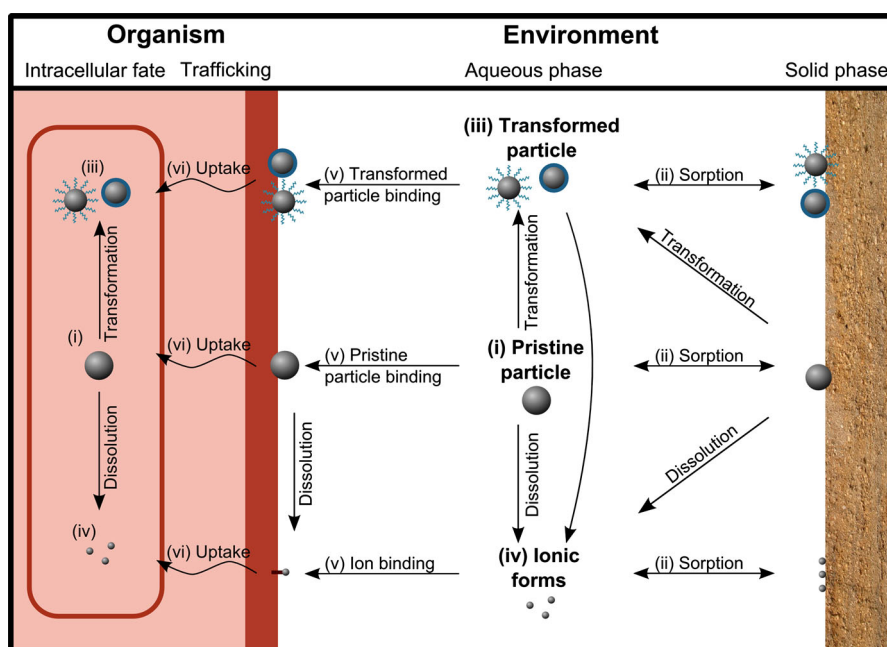 Organism
Environment
Intracellular fate
Trafficking
Aqueous phase
Solid phase
(iii) Transformed
particle
(iii)
(vi) Uptake
(v) Transformed
particle binding
(ii) Sorption
Transformation
Transformation
Transformation
(i)
(vi) Uptake
(v) Pristine
particle binding
(i) Pristine
particle
(ii) Sorption
Dissolution
Dissolution
Dissolution
Dissolution
(iv)
(vi) Uptake
(v) Ion binding
(iv) Ionic
forms
(ii) Sorption